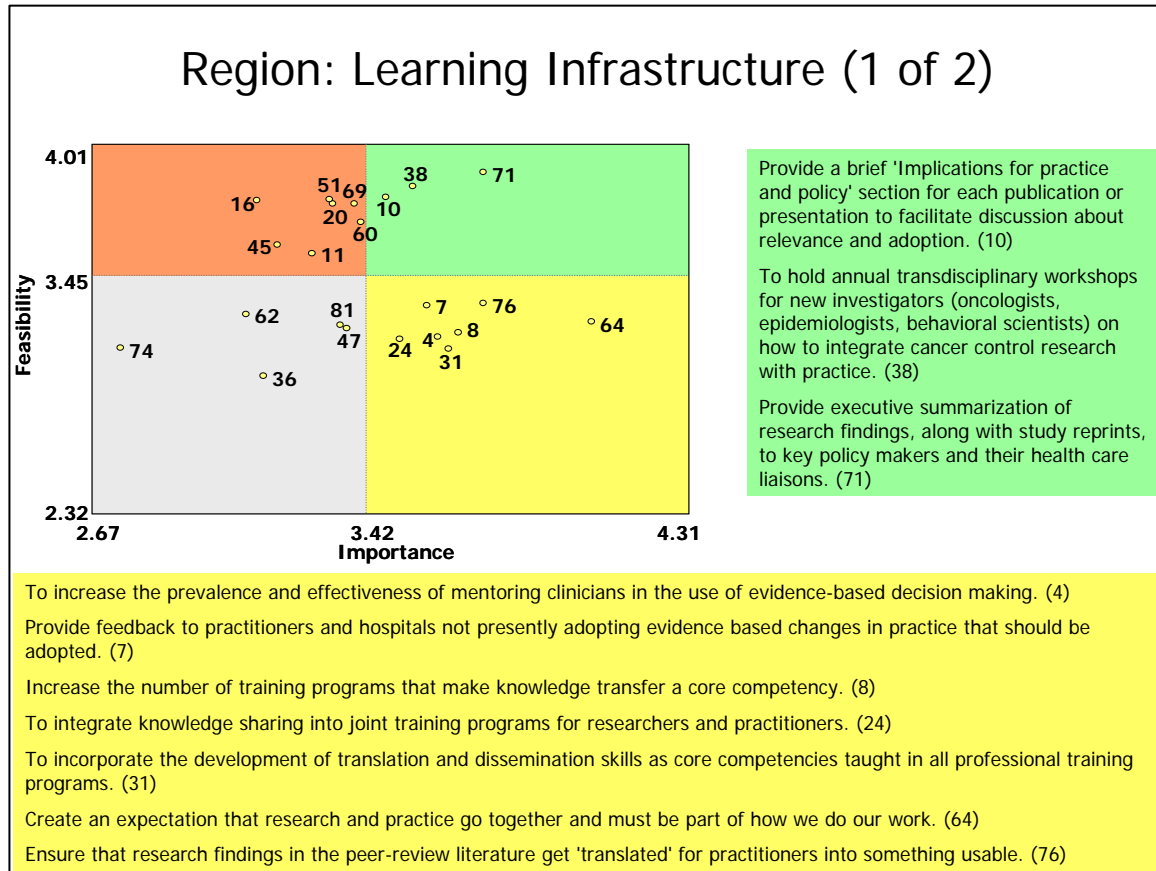 Region: Learning Infrastructure (1 of 2)
4.01
3.45
2.32
Feasibility
2.67
3.42
4.31
Importance
16
51
69
20
60
45
11
10
38
71
62
81
47
74
36
7
76
64
24
4
8
31
Provide a brief 'Implications for practice
and policy' section for each publication or
presentation to facilitate discussion about
relevance and adoption. (10)
To hold annual transdisciplinary workshops
for new investigators (oncologists,
epidemiologists, behavioral scientists) on
how to integrate cancer control research
with practice. (38)
Provide executive summarization of
research findings, along with study reprints,
to key policy makers and their health care
liaisons. (71)
To increase the prevalence and effectiveness of mentoring clinicians in the use of evidence-based decision making. (4)
Provide feedback to practitioners and hospitals not presently adopting evidence based changes in practice that should be
adopted. (7)
Increase the number of training programs that make knowledge transfer a core competency. (8)
To integrate knowledge sharing into joint training programs for researchers and practitioners. (24)
To incorporate the development of translation and dissemination skills as core competencies taught in all professional training
programs. (31)
Create an expectation that research and practice go together and must be part of how we do our work. (64)
Ensure that research findings in the peer-review literature get 'translated' for practitioners into something usable. (76)